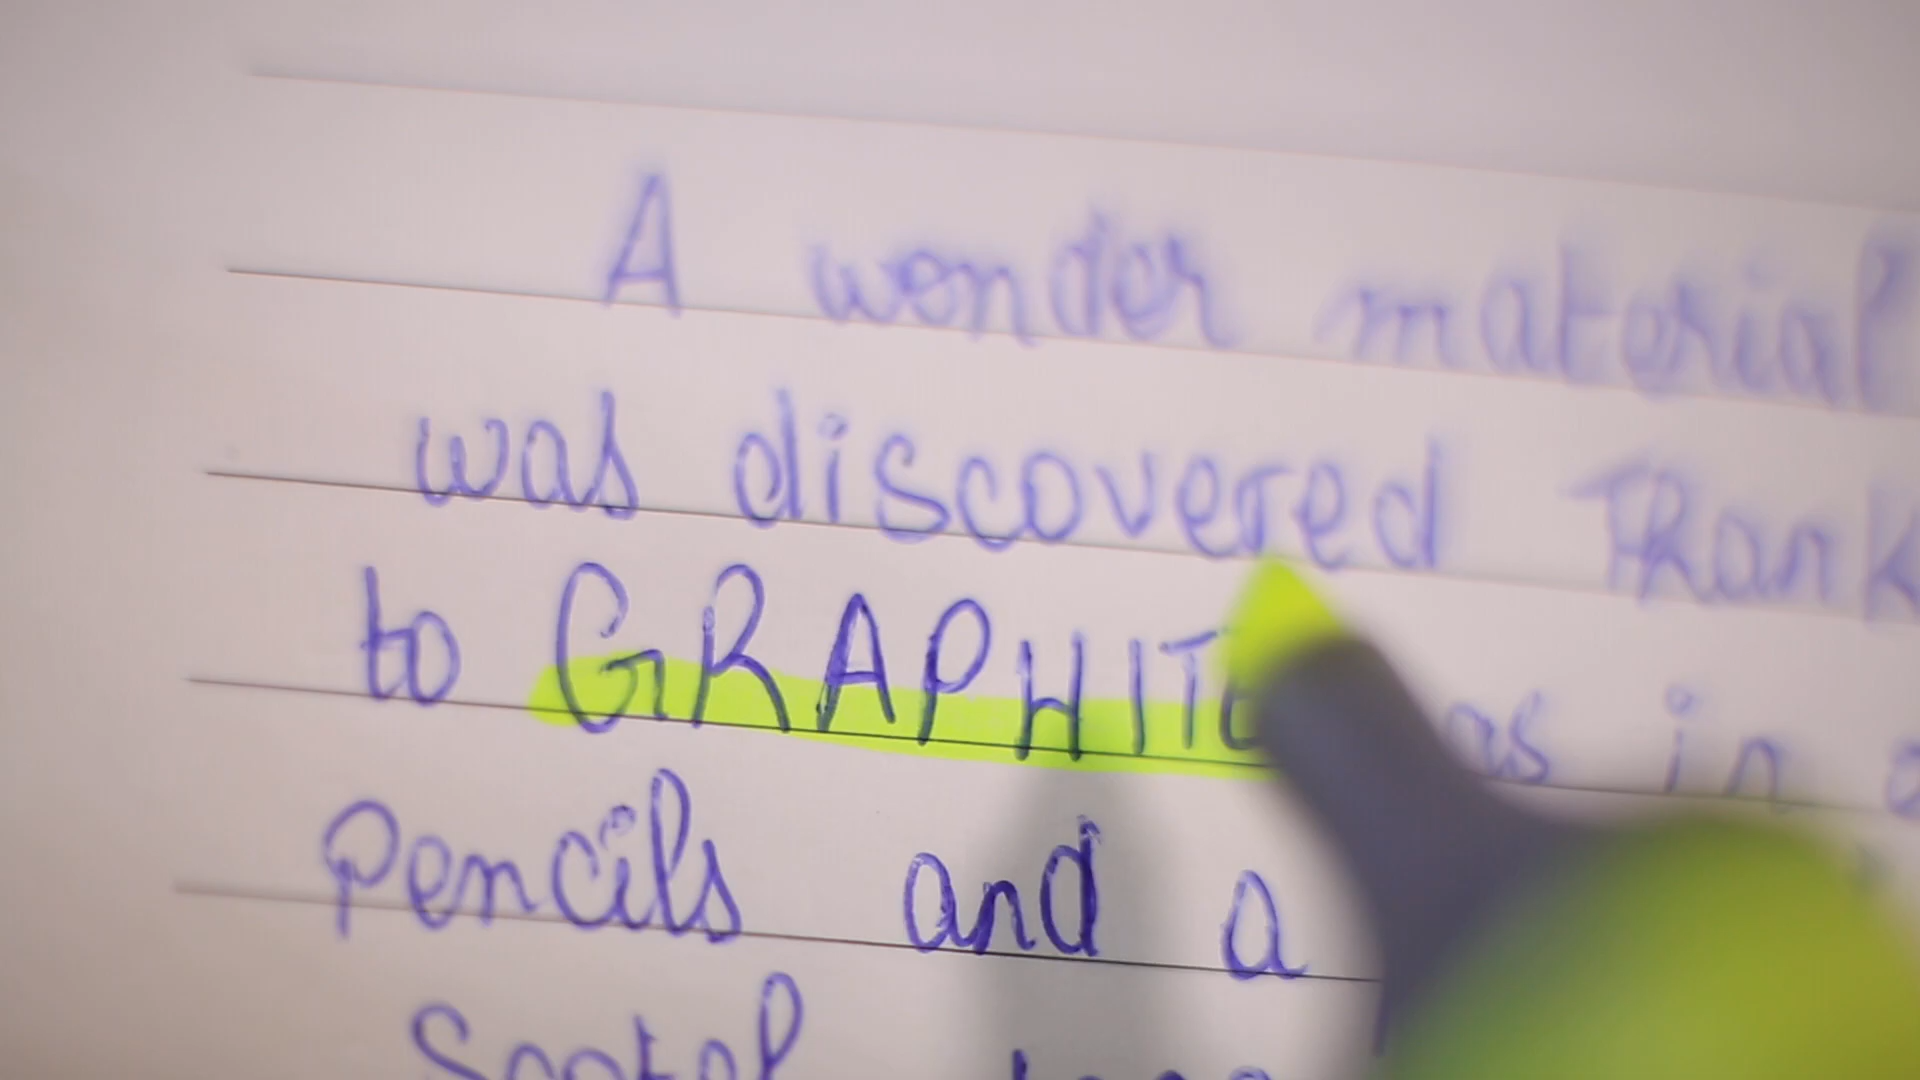 A wonder material
was discovered Thank
to GRAPHITE as in
Pencils and a